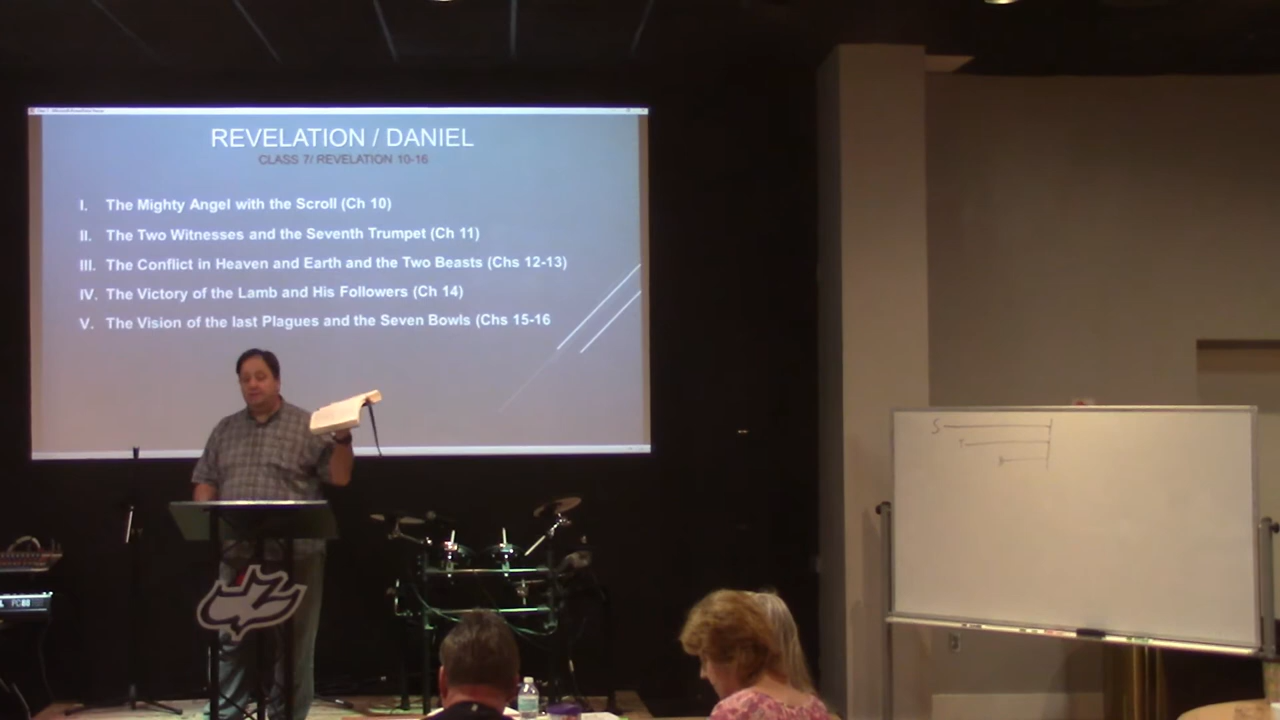 REVELATION / DANIEL
CLASS 7/ REVELATION 10-16
I. The Mighty Angel with the Scroll (Ch 10)
II. The Two Witnesses and the Seventh Trumpet (Ch 11)
III. The Conflict in Heaven and Earth and the Two Beasts (Chs 12-13)
IV. The Victory of the Lamb and His Followers (Ch 14)
V. The Vision of the last Plagues and the Seven Bowls (Chs 15-16
S
T
PC88